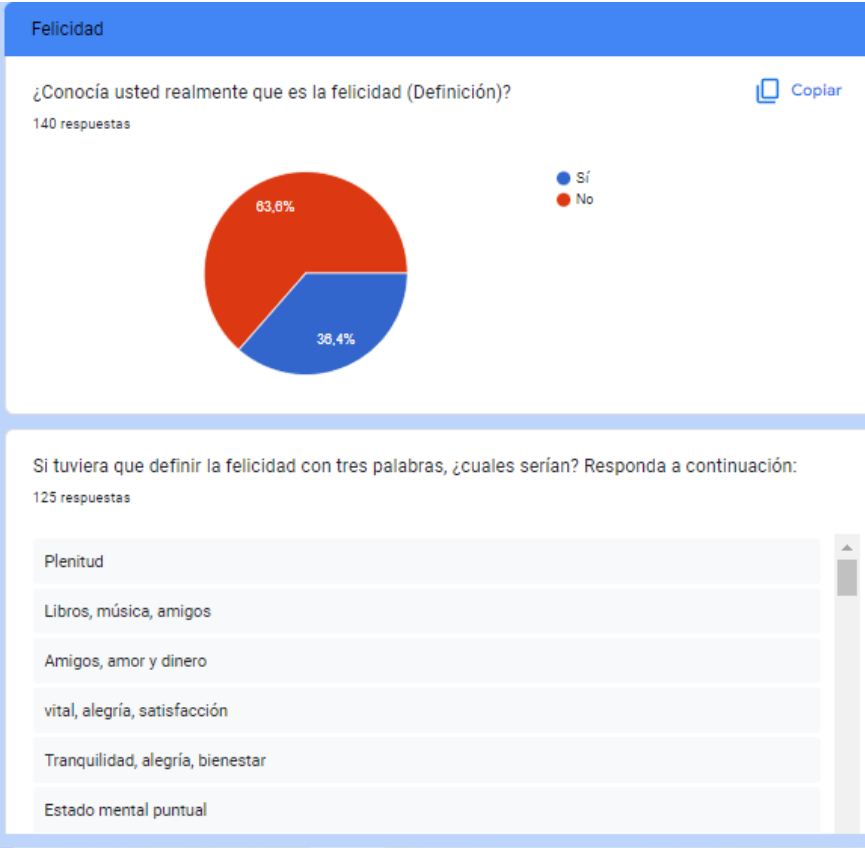 Felicidad
¿Conocía usted realmente que es la felicidad (Definición)?
Copiar
140 respuestas
Sí
No
63,6%
36,4%
Si tuviera que definir la felicidad con tres palabras, ¿cuales serían? Responda a continuación:
125 respuestas
Plenitud
Libros, música, amigos
Amigos, amor y dinero
vital, alegría, satisfacción
Tranquilidad, alegría, bienestar
Estado mental puntual